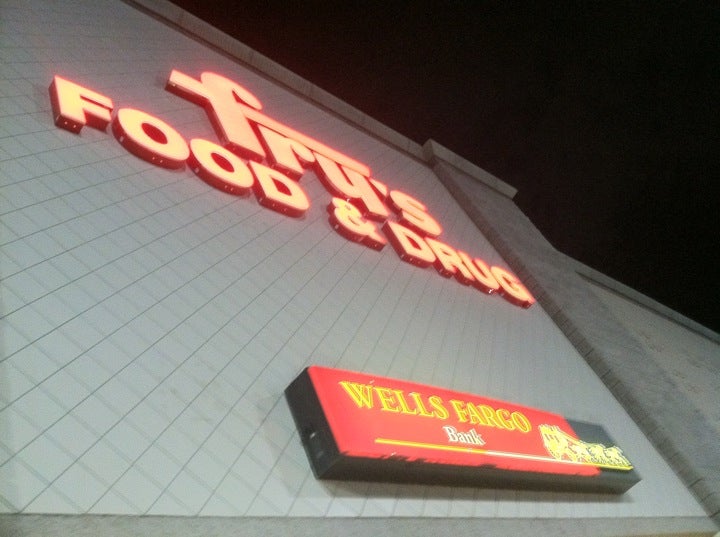 fry's
FOOD & DRUG
WELLS FARGO
Bank